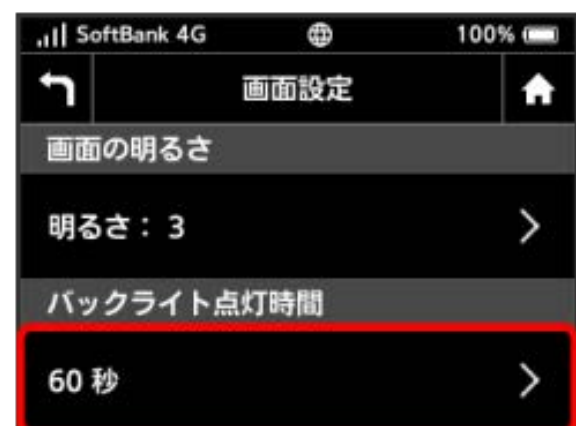 SoftBank 4G 100%
画面設定
画面の明るさ
明るさ： 3
バックライト点灯時間
60 秒